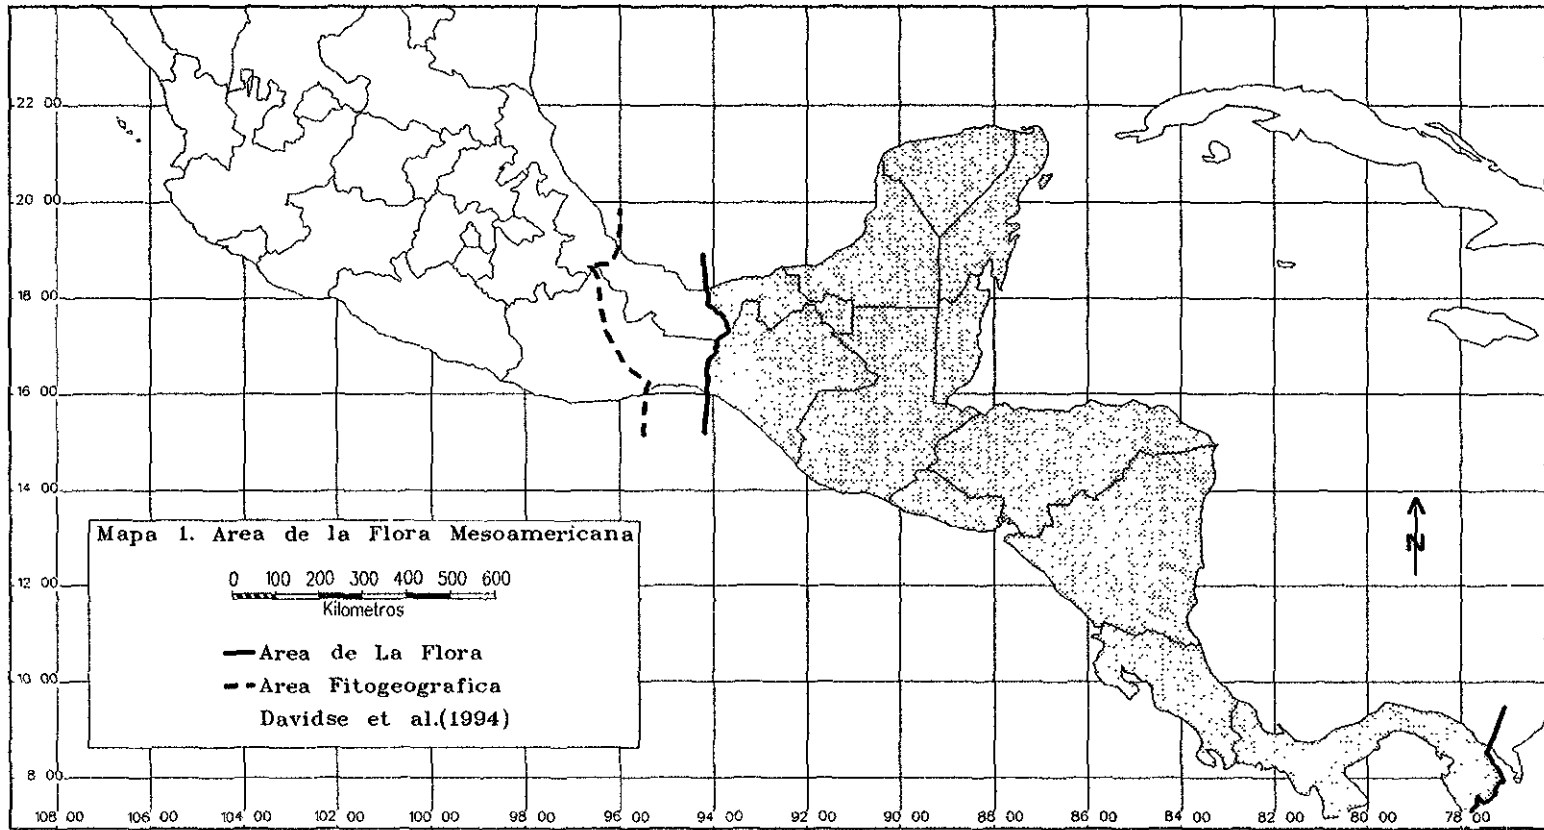 22 00
20 00
18 00
16 00
14 00
12 00
10 00
8 00
Mapa 1. Area de la Flora Mesoamericana
0 100 200 300 400 500 600
Kilometros
Area de La Flora
Area Fitogeografica
Davidse et al.(1994)
N
108 00 106 00 104 00 102 00 100 00 98 00 96 00 94 00 92 00 90 00 88 00 86 00 84 00 82 00 80 00 78 00